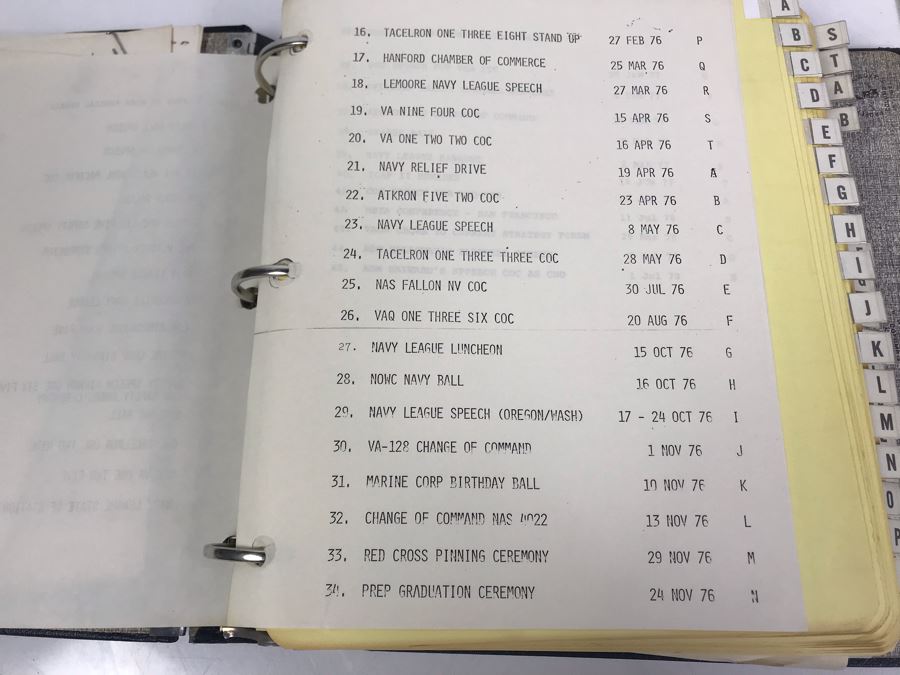 16. TACELRON ONE THREE EIGHT STAND UP 27 FEB 76 P
17. HANFORD CHAMBER OF COMMERCE 25 MAR 76 Q
18. LEMOORE NAVY LEAGUE SPEECH 27 MAR 76 R
19. VA NINE FOUR COC 15 APR 76 S
20. VA ONE TWO TWO COC 16 APR 76 T
21. NAVY RELIEF DRIVE 19 APR 76 A
22. ATKRON FIVE TWO COC 23 APR 76 B
23. NAVY LEAGUE SPEECH 8 MAY 76 C
24. TACELRON ONE THREE THREE COC 28 MAY 76 D
25. NAS FALLON NV COC 30 JUL 76 E
26. VAQ ONE THREE SIX COC 20 AUG 76 F
27. NAVY LEAGUE LUNCHEON 15 OCT 76 G
28. NOWC NAVY BALL 16 OCT 76 H
29. NAVY LEAGUE SPEECH (OREGON/WASH) 17 - 24 OCT 76 I
30. VA-128 CHANGE OF COMMAND 1 NOV 76 J
31. MARINE CORP BIRTHDAY BALL 10 NOV 76 K
32. CHANGE OF COMMAND NAS 4022 13 NOV 76 L
33. RED CROSS PINNING CEREMONY 29 NOV 76 M
34. PREP GRADUATION CEREMONY 24 NOV 76 N
A
B
C
D
E
F
G
H
I
J
K
L
M
N
O
P
S
T
A
B